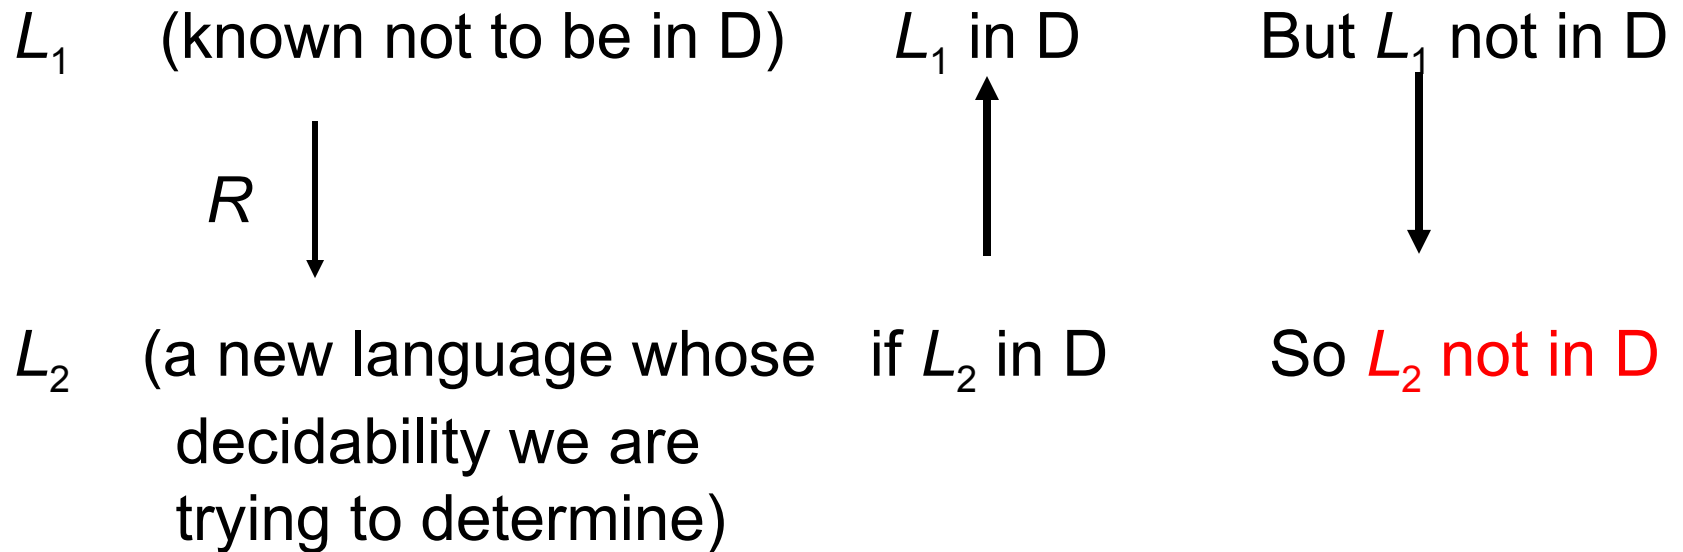 L₁ (known not to be in D) L₁ in D But L₁ not in D
R
L₂ (a new language whose if L₂ in D So L₂ not in D
decidability we are
trying to determine)